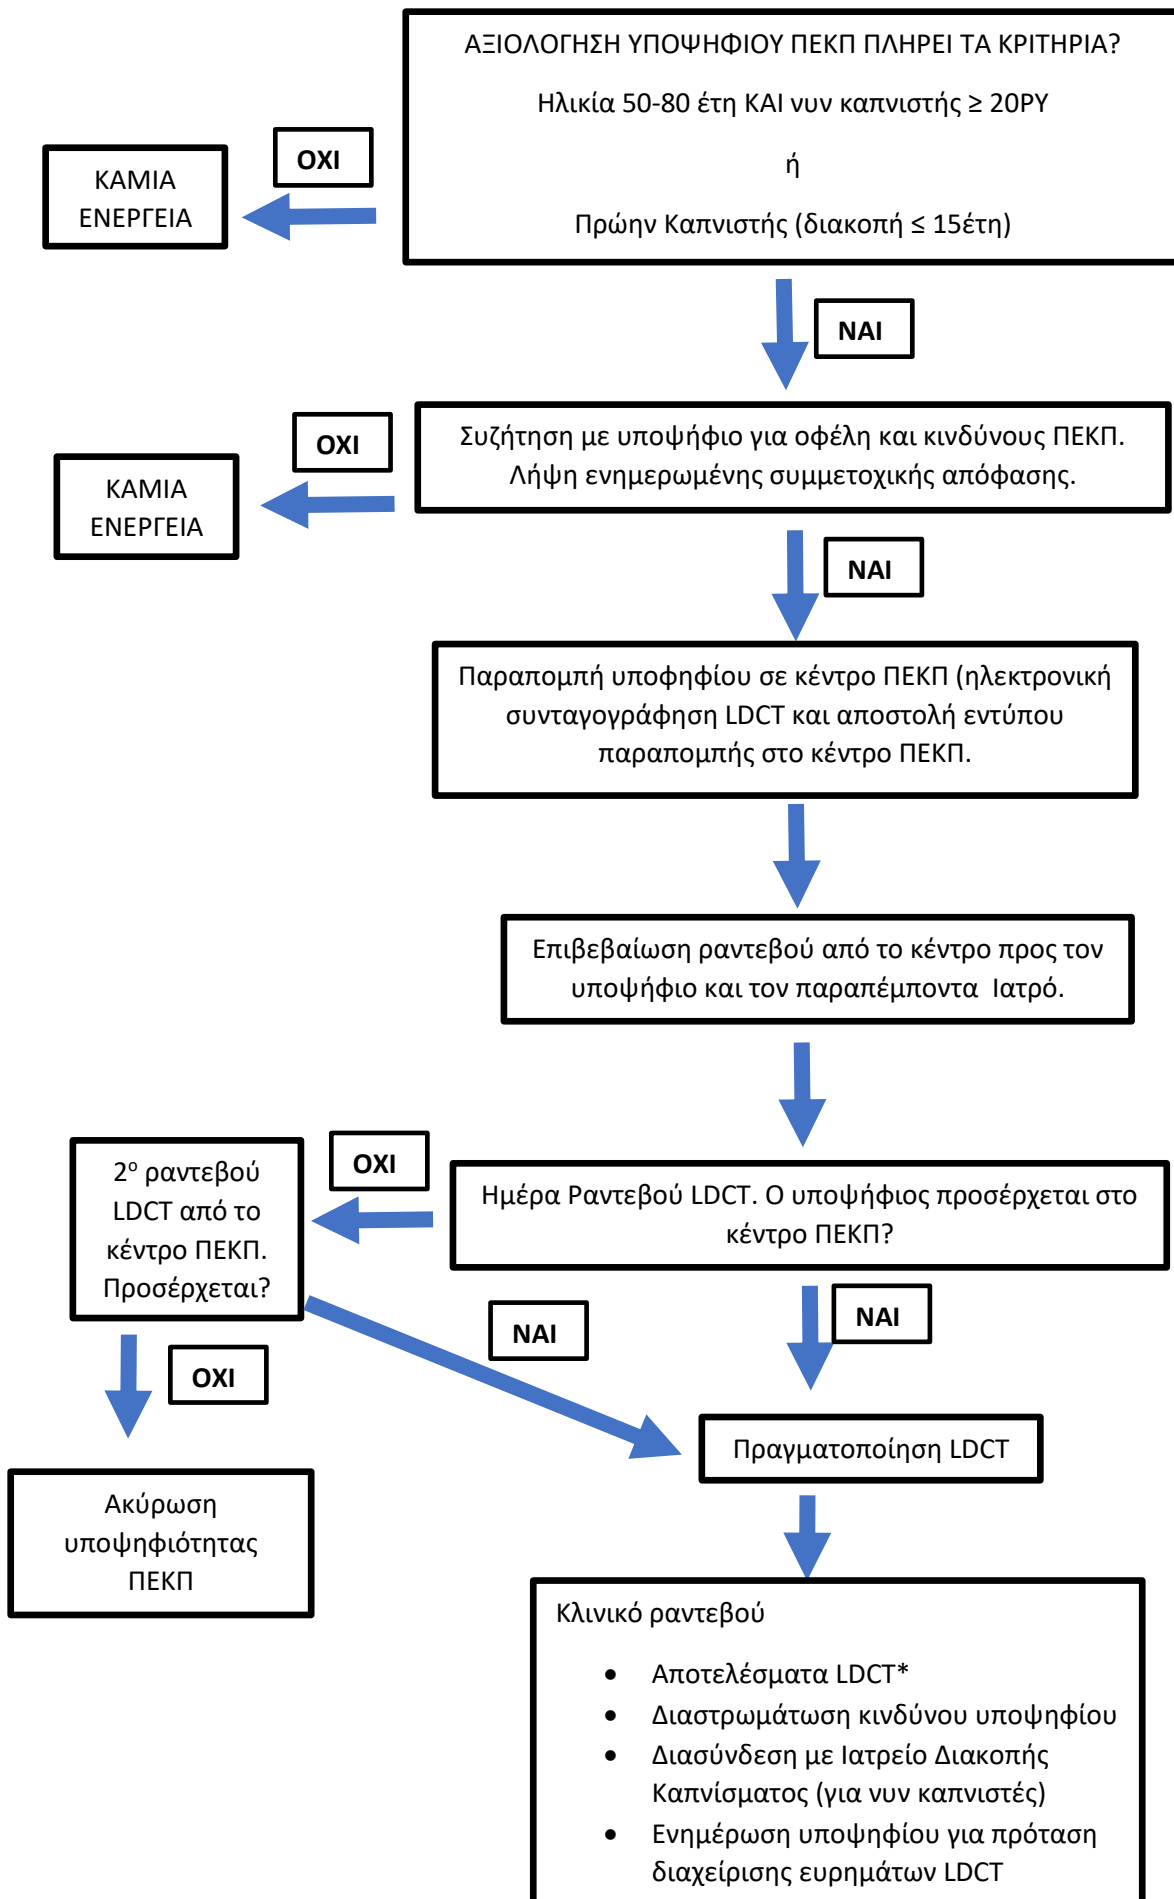 ΑΞΙΟΛΟΓΗΣΗ ΥΠΟΨΗΦΙΟΥ ΠΕΚΠ ΠΛΗΡΕΙ ΤΑ ΚΡΙΤΗΡΙΑ?
Ηλικία 50-80 έτη ΚΑΙ νυν καπνιστής ≥ 20PY
ή
Πρώην Καπνιστής (διακοπή ≤ 15έτη)
ΟΧΙ
ΚΑΜΙΑ
ΕΝΕΡΓΕΙΑ
ΝΑΙ
Συζήτηση με υποψήφιο για οφέλη και κινδύνους ΠΕΚΠ.
Λήψη ενημερωμένης συμμετοχικής απόφασης.
ΟΧΙ
ΚΑΜΙΑ
ΕΝΕΡΓΕΙΑ
ΝΑΙ
Παραπομπή υποφηφίου σε κέντρο ΠΕΚΠ (ηλεκτρονική
συνταγογράφηση LDCT και αποστολή εντύπου
παραπομπής στο κέντρο ΠΕΚΠ.
Επιβεβαίωση ραντεβού από το κέντρο προς τον
υποψήφιο και τον παραπέμποντα Ιατρό.
Ημέρα Ραντεβού LDCT. Ο υποψήφιος προσέρχεται στο
κέντρο ΠΕΚΠ?
ΟΧΙ
2ο ραντεβού
LDCT από το
κέντρο ΠΕΚΠ.
Προσέρχεται?
ΝΑΙ
ΝΑΙ
ΟΧΙ
Πραγματοποίηση LDCT
Ακύρωση
υποψηφιότητας
ΠΕΚΠ
Κλινικό ραντεβού
• Αποτελέσματα LDCT*
• Διαστρωμάτωση κινδύνου υποψηφίου
• Διασύνδεση με Ιατρείο Διακοπής
Καπνίσματος (για νυν καπνιστές)
• Ενημέρωση υποψηφίου για πρόταση
διαχείρισης ευρημάτων LDCT